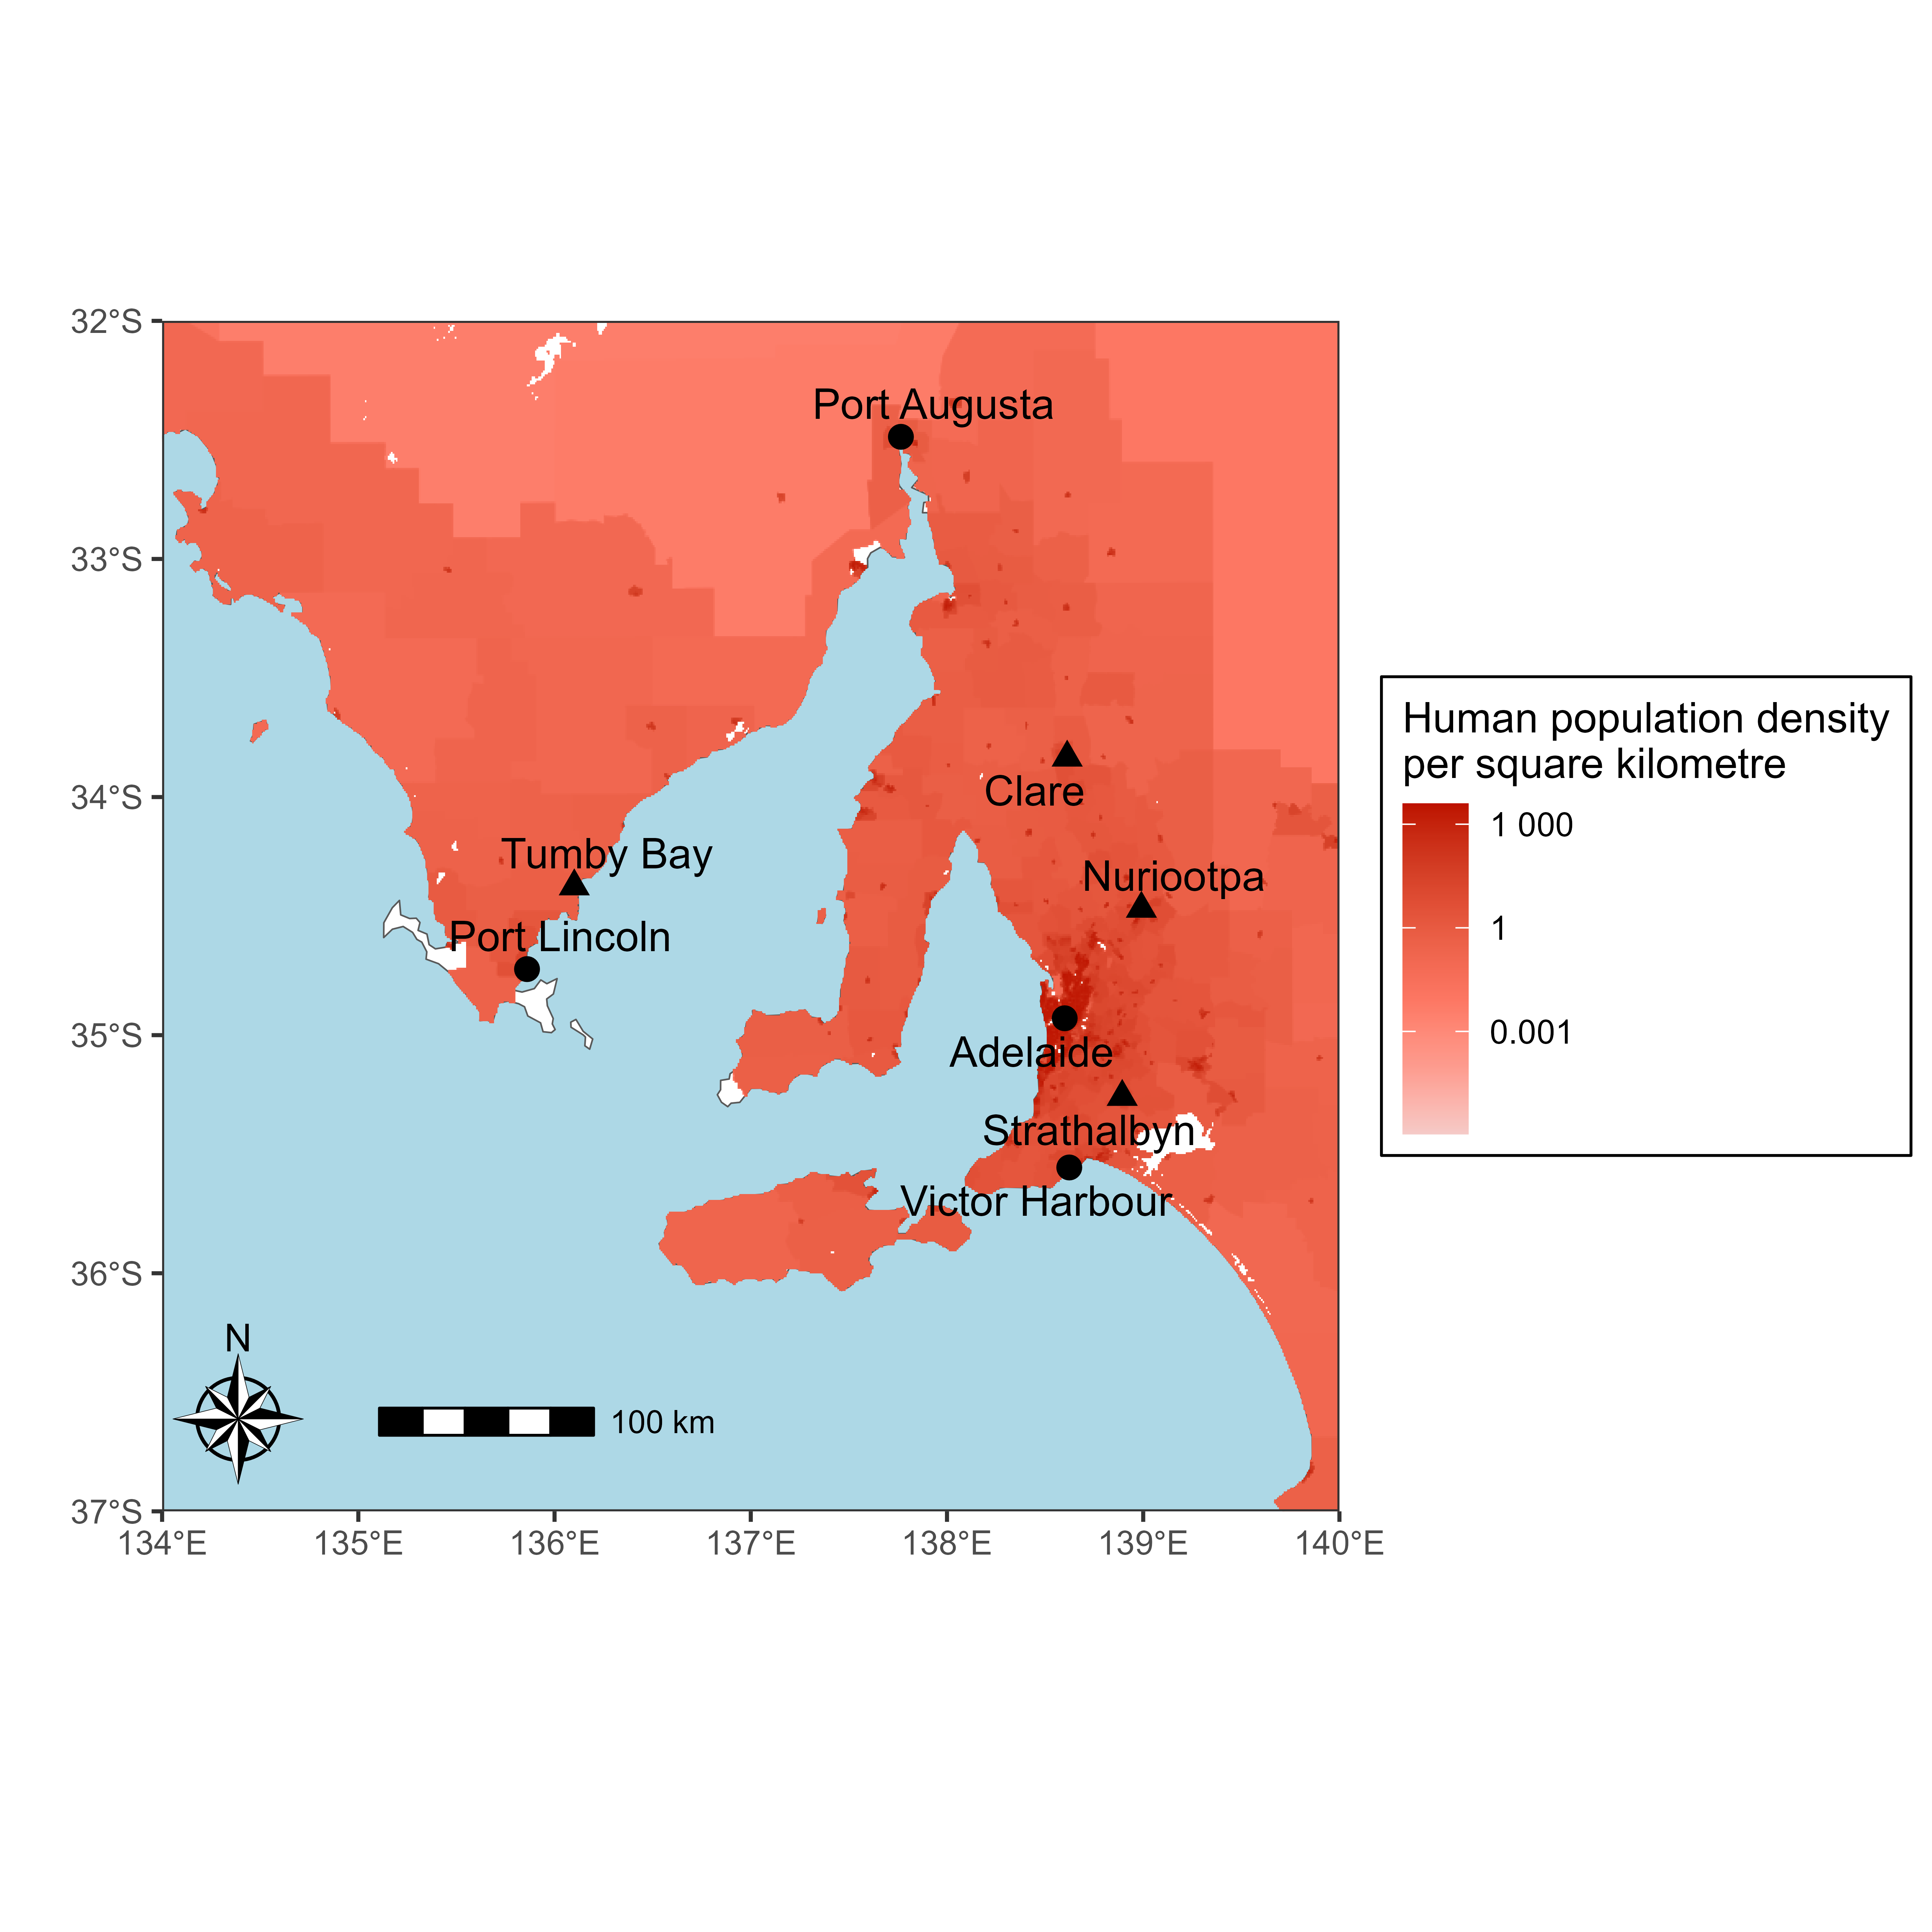 32°S
33°S
34°S
35°S
36°S
37°S
134°E
135°E
136°E
137°E
138°E
139°E
140°E
Port Augusta
Clare
Tumby Bay
Nuriootpa
Port Lincoln
Adelaide
Strathalbyn
Victor Harbour
N
100 km
Human population density
per square kilometre
1 000
1
0.001